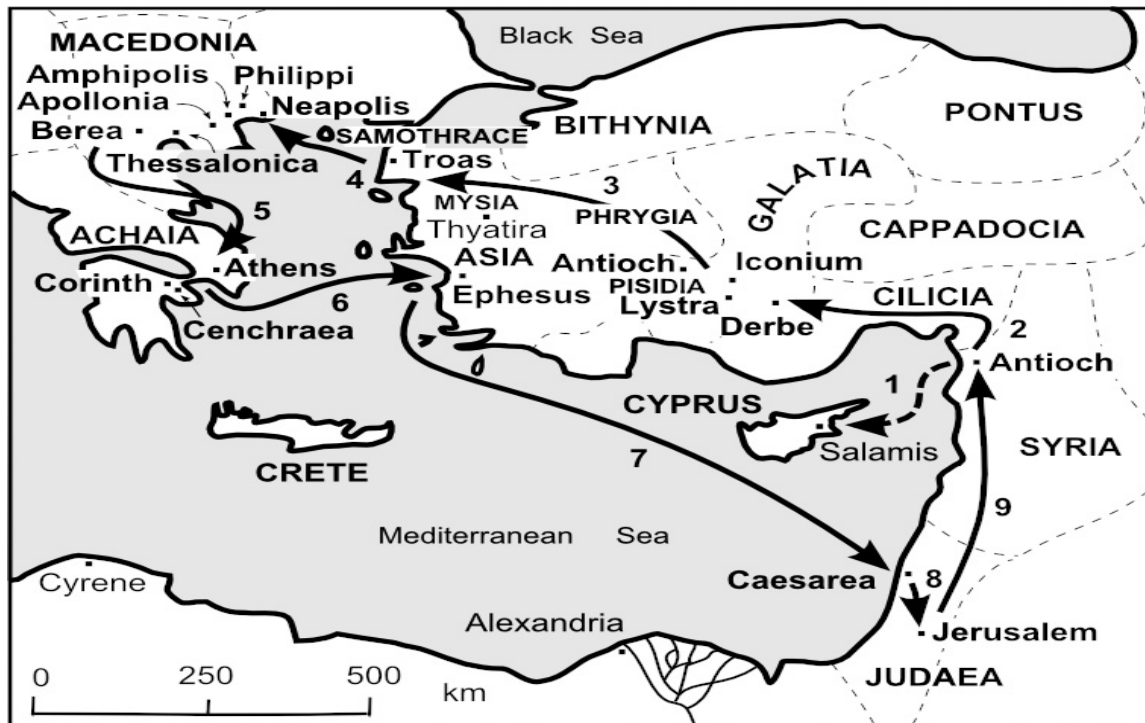 Black Sea
MACEDONIA
Amphipolis
Philippi
Apollonia
Neapolis
Berea
SAMOTHRACE
BITHYNIA
PONTUS
Thessalonica
Troas
4
3
GALATIA
5
MYSIA
PHRYGIA
Thyatira
CAPPADOCIA
ACHAIA
ASIA
Antioch
Iconium
Athens
Corinth
Ephesus
PISIDIA
Lystra
CILICIA
6
Cenchraea
Derbe
2
Antioch
1
CYPRUS
Salamis
SYRIA
CRETE
7
9
Mediterranean Sea
Caesarea
8
Cyrene
Alexandria
Jerusalem
JUDAEA
0 250 500
km